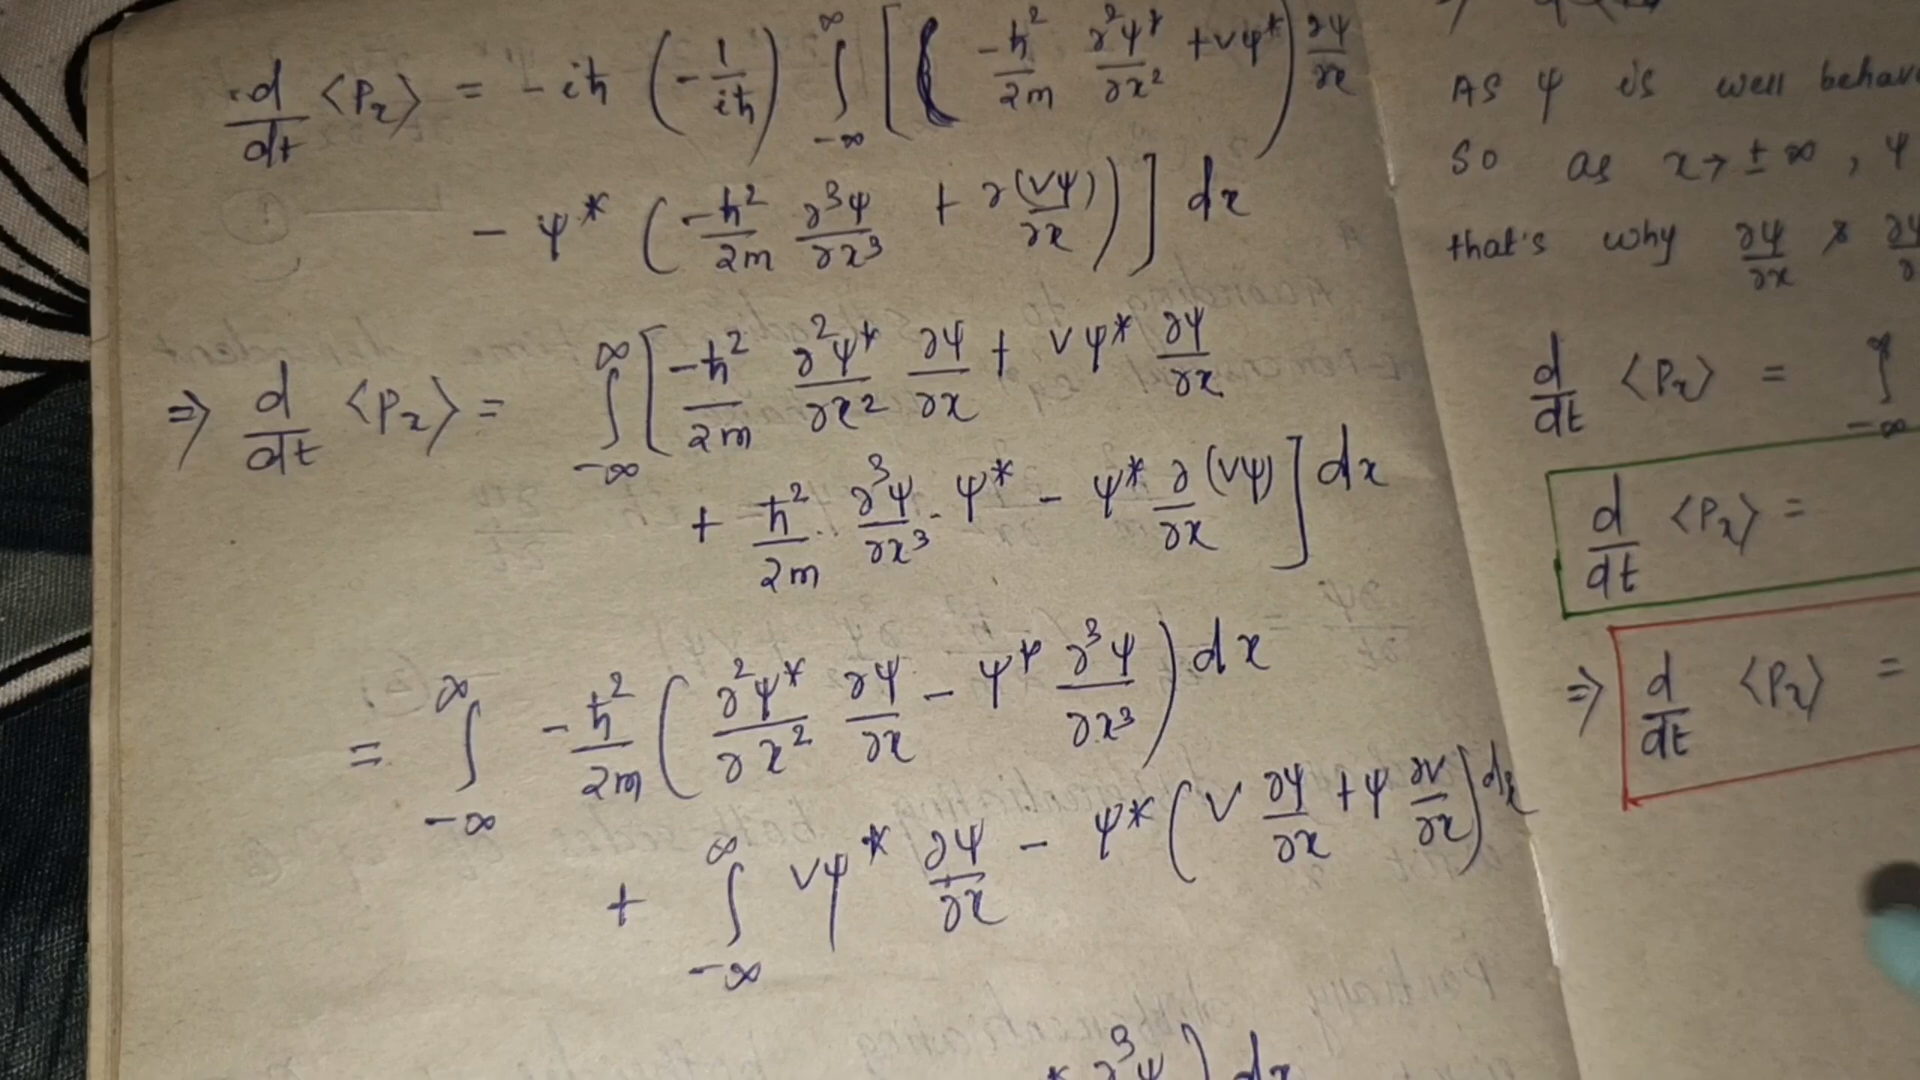 d/dt ⟨Px⟩ = -iħ (-1/iħ) ∫_{-∞}^{∞} [( -ħ²/2m ∂²ψ*/∂x² + Vψ* ) ∂ψ/∂x
- ψ* ( -ħ²/2m ∂³ψ/∂x³ + ∂(Vψ)/∂x ) ] dx
⇒ d/dt ⟨Px⟩ = ∫_{-∞}^{∞} [ -ħ²/2m ∂²ψ*/∂x² ∂ψ/∂x + Vψ* ∂ψ/∂x
+ ħ²/2m · ∂³ψ/∂x³ · ψ* - ψ* ∂/∂x (Vψ) ] dx
= ∫_{-∞}^{∞} -ħ²/2m ( ∂²ψ*/∂x² ∂ψ/∂x - ψ* ∂³ψ/∂x³ ) dx
+ ∫_{-∞}^{∞} Vψ* ∂ψ/∂x - ψ* ( V ∂ψ/∂x + ψ ∂V/∂x ) dx
∂³ψ ) dx
As ψ is well
So as x→ ±∞, ψ
that's why ∂ψ/∂x &
d/dt ⟨Px⟩ = ∫_{-∞}
d/dt ⟨Px⟩ =
⇒ d/dt ⟨Px⟩ =